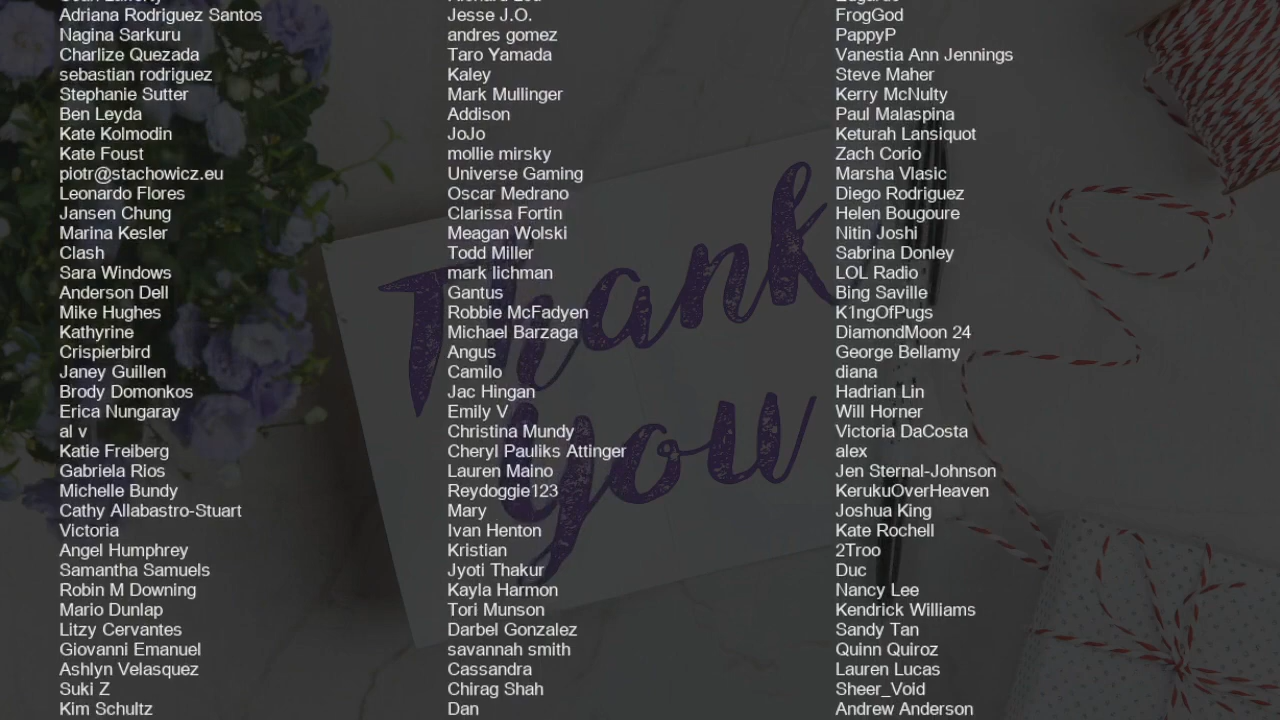 Adriana Rodriguez Santos
Nagina Sarkuru
Charlize Quezada
sebastian rodriguez
Stephanie Sutter
Ben Leyda
Kate Kolmodin
Kate Foust
piotr@stachowicz.eu
Leonardo Flores
Jansen Chung
Marina Kesler
Clash
Sara Windows
Anderson Dell
Mike Hughes
Kathyrine
Crispierbird
Janey Guillen
Brody Domonkos
Erica Nungaray
al v
Katie Freiberg
Gabriela Rios
Michelle Bundy
Cathy Allabastro-Stuart
Victoria
Angel Humphrey
Samantha Samuels
Robin M Downing
Mario Dunlap
Litzy Cervantes
Giovanni Emanuel
Ashlyn Velasquez
Suki Z
Kim Schultz
Jesse J.O.
andres gomez
Taro Yamada
Kaley
Mark Mullinger
Addison
JoJo
mollie mirsky
Universe Gaming
Oscar Medrano
Clarissa Fortin
Meagan Wolski
Todd Miller
mark lichman
Gantus
Robbie McFadyen
Michael Barzaga
Angus
Camilo
Jac Hingan
Emily V
Christina Mundy
Cheryl Pauliks Attinger
Lauren Maino
Reydoggie123
Mary
Ivan Henton
Kristian
Jyoti Thakur
Kayla Harmon
Tori Munson
Darbel Gonzalez
savannah smith
Cassandra
Chirag Shah
Dan
FrogGod
PappyP
Vanestia Ann Jennings
Steve Maher
Kerry McNulty
Paul Malaspina
Keturah Lansiquot
Zach Corio
Marsha Vlasic
Diego Rodriguez
Helen Bougoure
Nitin Joshi
Sabrina Donley
LOL Radio
Bing Saville
K1ngOfPugs
DiamondMoon 24
George Bellamy
diana
Hadrian Lin
Will Horner
Victoria DaCosta
alex
Jen Sternal-Johnson
KerukuOverHeaven
Joshua King
Kate Rochell
2Troo
Duc
Nancy Lee
Kendrick Williams
Sandy Tan
Quinn Quiroz
Lauren Lucas
Sheer_Void
Andrew Anderson
Thank
you